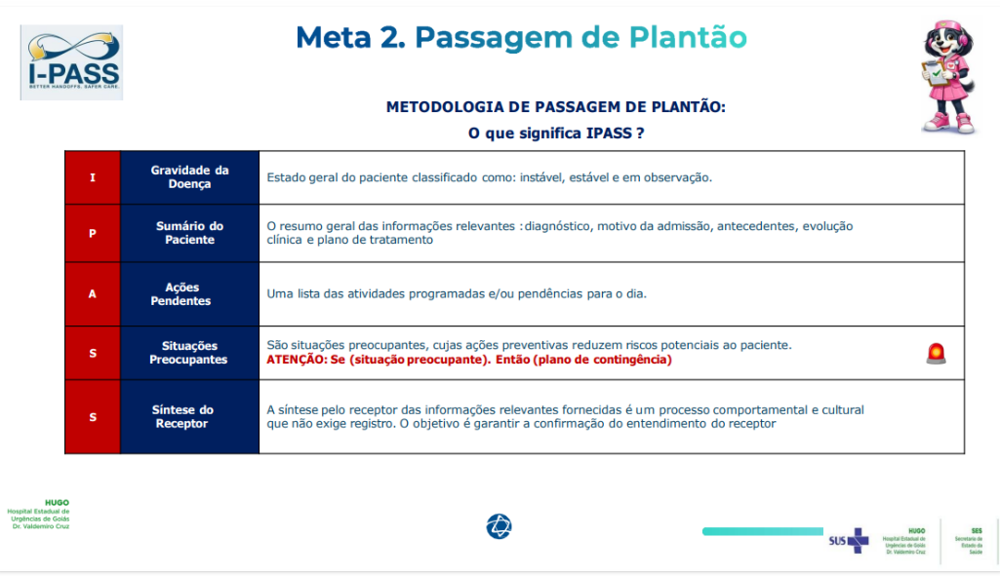 I-PASS
BETTER HANDOFFS. SAFER CARE.
Meta 2. Passagem de Plantão
METODOLOGIA DE PASSAGEM DE PLANTÃO:
O que significa IPASS ?
I
Gravidade da
Doença
Estado geral do paciente classificado como: instável, estável e em observação.
P
Sumário do
Paciente
O resumo geral das informações relevantes :diagnóstico, motivo da admissão, antecedentes, evolução
clínica e plano de tratamento
A
Ações
Pendentes
Uma lista das atividades programadas e/ou pendências para o dia.
S
Situações
Preocupantes
São situações preocupantes, cujas ações preventivas reduzem riscos potenciais ao paciente.
ATENÇÃO: Se (situação preocupante). Então (plano de contingência)
S
Síntese do
Receptor
A síntese pelo receptor das informações relevantes fornecidas é um processo comportamental e cultural
que não exige registro. O objetivo é garantir a confirmação do entendimento do receptor
HUGO
Hospital Estadual de
Urgências de Goiás
Dr. Valdemiro Cruz
SUS
HUGO
Hospital Estadual de
Urgências de Goiás
Dr. Valdemiro Cruz
SES
Secretaria de
Estado da
Saúde